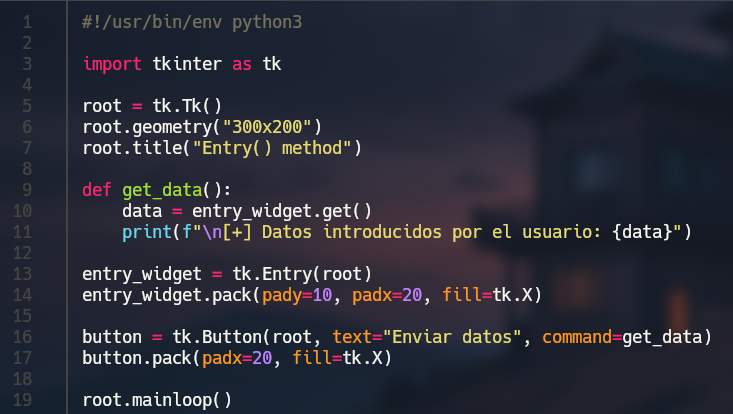 1 #!/usr/bin/env python3
2
3 import tkinter as tk
4
5 root = tk.Tk()
6 root.geometry("300x200")
7 root.title("Entry() method")
8
9 def get_data():
10     data = entry_widget.get()
11     print(f"\n[+] Datos introducidos por el usuario: {data}")
12
13 entry_widget = tk.Entry(root)
14 entry_widget.pack(pady=10, padx=20, fill=tk.X)
15
16 button = tk.Button(root, text="Enviar datos", command=get_data)
17 button.pack(padx=20, fill=tk.X)
18
19 root.mainloop()